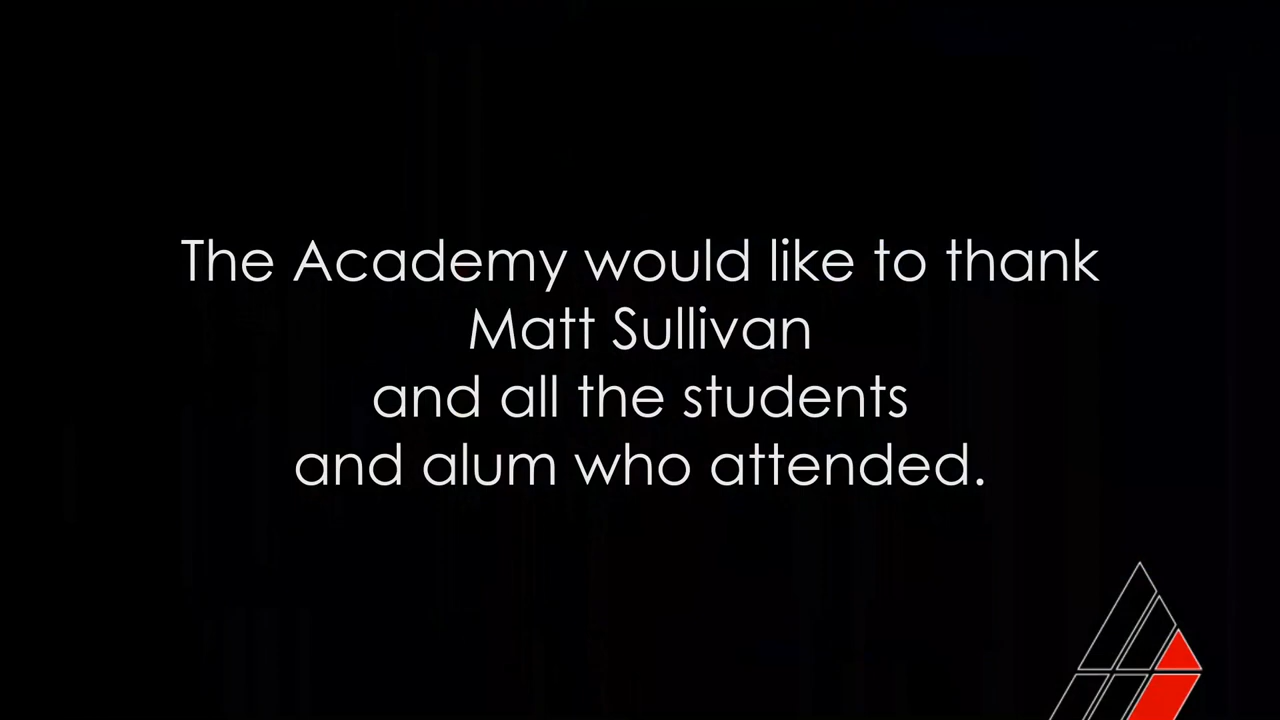 The Academy would like to thank
Matt Sullivan
and all the students
and alum who attended.